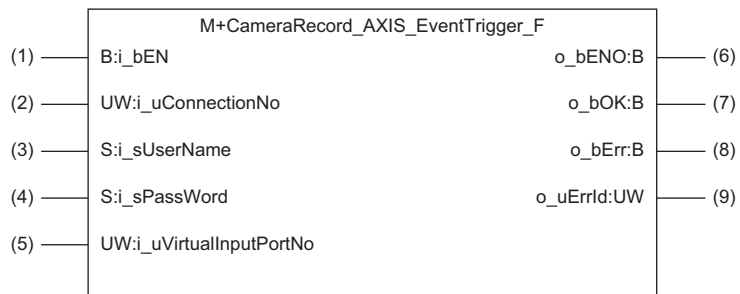 M+CameraRecord_AXIS_EventTrigger_F
(1) B:i_bEN o_bENO:B (6)
(2) UW:i_uConnectionNo o_bOK:B (7)
(3) S:i_sUserName o_bErr:B (8)
(4) S:i_sPassWord o_uErrId:UW (9)
(5) UW:i_uVirtualInputPortNo